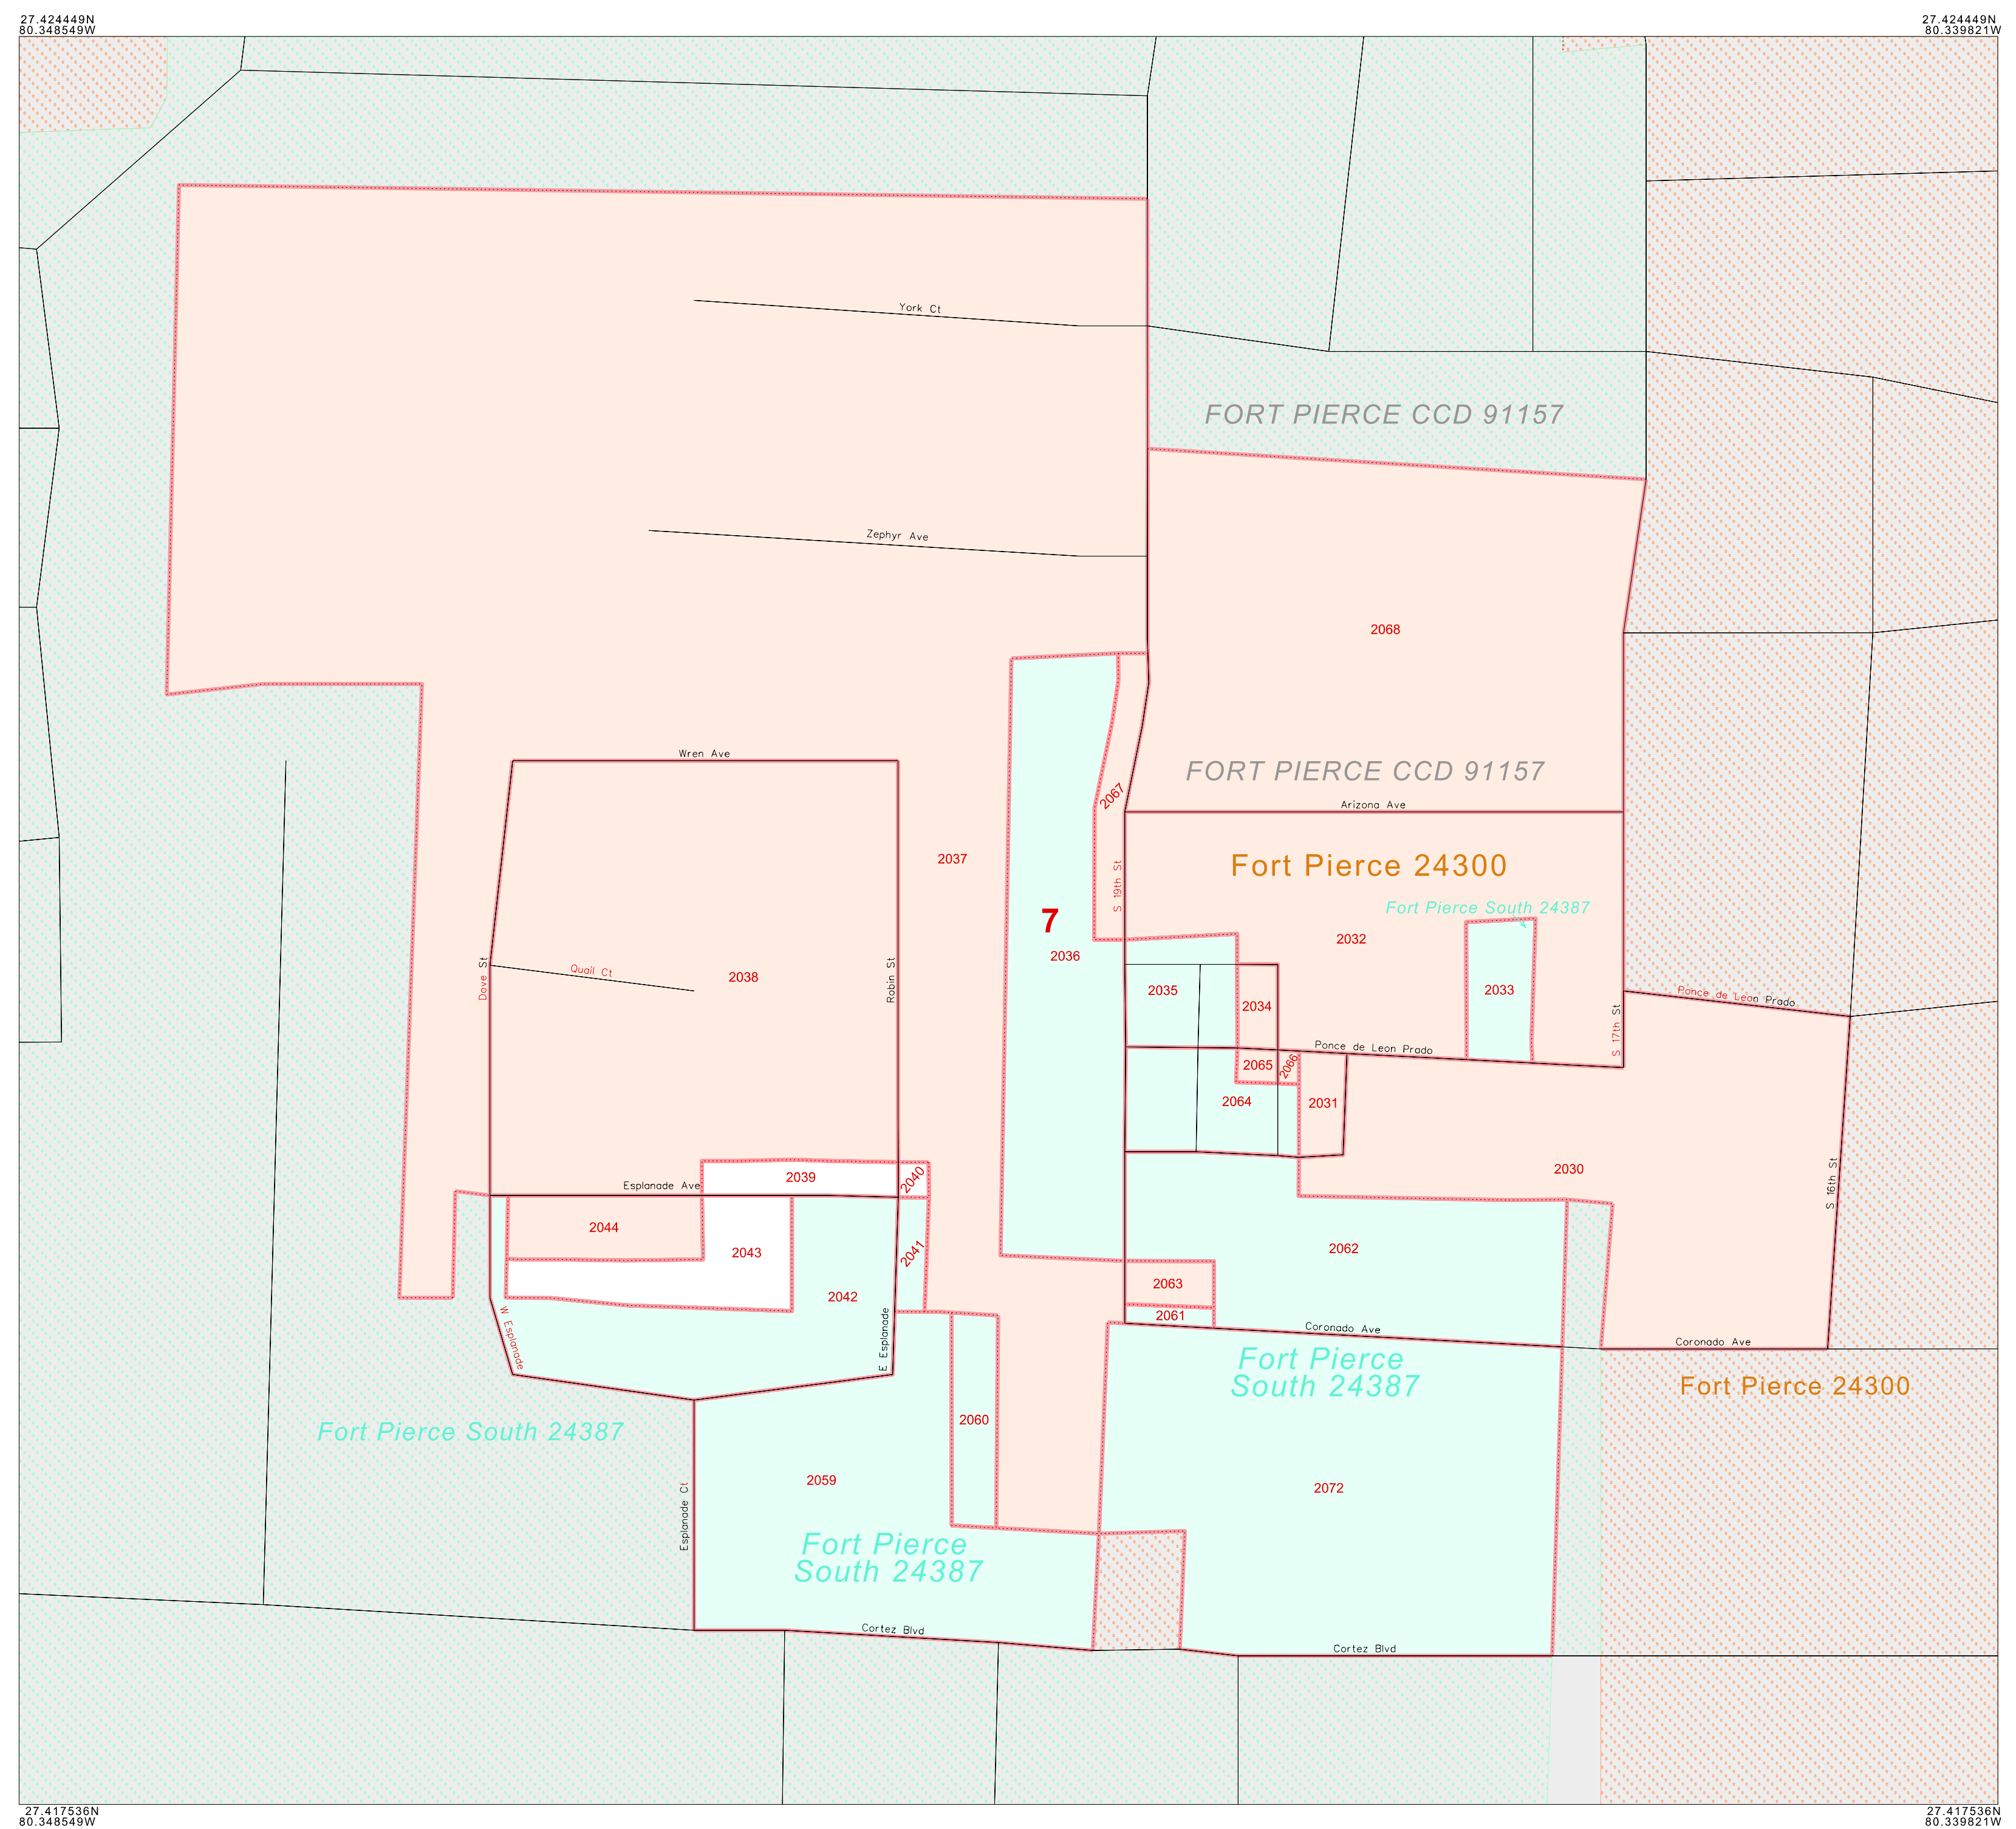 27.424449N
80.348549W
27.424449N
80.339821W
York Ct
FORT PIERCE CCD 91157
Zephyr Ave
2068
Wren Ave
FORT PIERCE CCD 91157
2067
Arizona Ave
2037
Fort Pierce 24300
S 19th St
Fort Pierce South 24387
7
2032
2036
Dove St
Quail Ct
2038
Robin St
2035
2034
2033
Ponce de Leon Prado
S 17th St
Ponce de Leon Prado
2065
2066
2064
2031
2030
2039
2040
Esplanade Ave
S 16th St
2044
2043
2041
2062
2042
2063
2061
W Esplanade
E Esplanade
Coronado Ave
Coronado Ave
Fort Pierce
South 24387
Fort Pierce 24300
2060
Fort Pierce South 24387
2059
2072
Esplanade Ct
Fort Pierce
South 24387
Cortez Blvd
Cortez Blvd
27.417536N
80.348549W
27.417536N
80.339821W